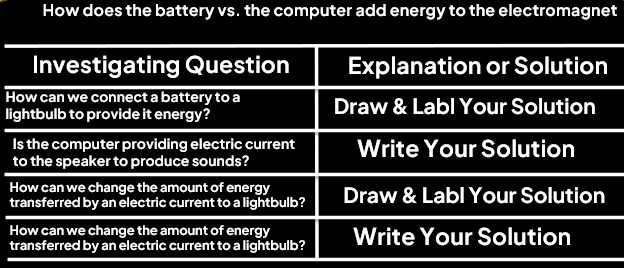 How does the battery vs. the computer add energy to the electromagnet
Investigating Question
Explanation or Solution
How can we connect a battery to a
lightbulb to provide it energy?
Draw & Labl Your Solution
Is the computer providing electric current
to the speaker to produce sounds?
Write Your Solution
How can we change the amount of energy
transferred by an electric current to a lightbulb?
Draw & Labl Your Solution
How can we change the amount of energy
transferred by an electric current to a lightbulb?
Write Your Solution